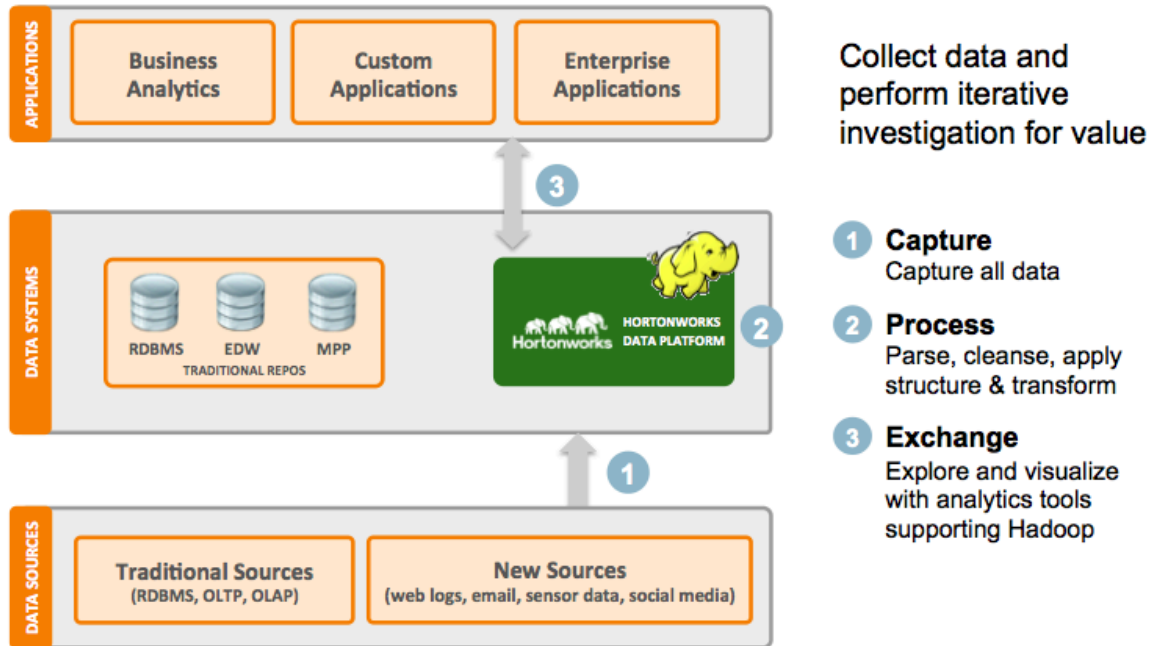 APPLICATIONS
Business
Analytics
Custom
Applications
Enterprise
Applications
3
DATA SYSTEMS
RDBMS
EDW
MPP
TRADITIONAL REPOS
Hortonworks
HORTONWORKS
DATA PLATFORM
2
1
DATA SOURCES
Traditional Sources
(RDBMS, OLTP, OLAP)
New Sources
(web logs, email, sensor data, social media)
Collect data and
perform iterative
investigation for value
1 Capture
Capture all data
2 Process
Parse, cleanse, apply
structure & transform
3 Exchange
Explore and visualize
with analytics tools
supporting Hadoop